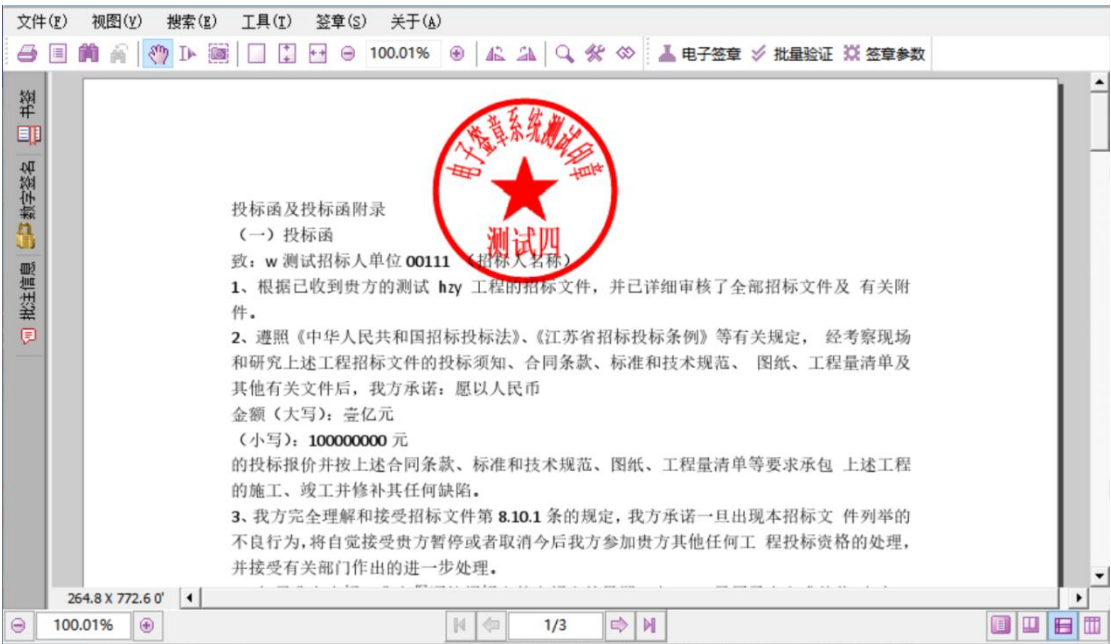 文件(F) 视图(V) 搜索(E) 工具(I) 签章(S) 关于(A)
100.01% 电子签章 批量验证 签章参数
书签
数字签名
批注信息
电子签章系统测试印章
测试四
投标函及投标函附录
（一）投标函
致：w 测试招标人单位 00111 （招标人名称）
1、根据已收到贵方的测试 hzy 工程的招标文件，并已详细审核了全部招标文件及 有关附
件。
2、遵照《中华人民共和国招标投标法》、《江苏省招标投标条例》等有关规定， 经考察现场
和研究上述工程招标文件的投标须知、合同条款、标准和技术规范、 图纸、工程量清单及
其他有关文件后，我方承诺：愿以人民币
金额（大写）：壹亿元
（小写）：100000000 元
的投标报价并按上述合同条款、标准和技术规范、图纸、工程量清单等要求承包 上述工程
的施工、竣工并修补其任何缺陷。
3、我方完全理解和接受招标文件第 8.10.1 条的规定，我方承诺一旦出现本招标文 件列举的
不良行为，将自觉接受贵方暂停或者取消今后我方参加贵方其他任何工 程投标资格的处理，
并接受有关部门作出的进一步处理。
264.8 X 772.6 0'
100.01% 1/3